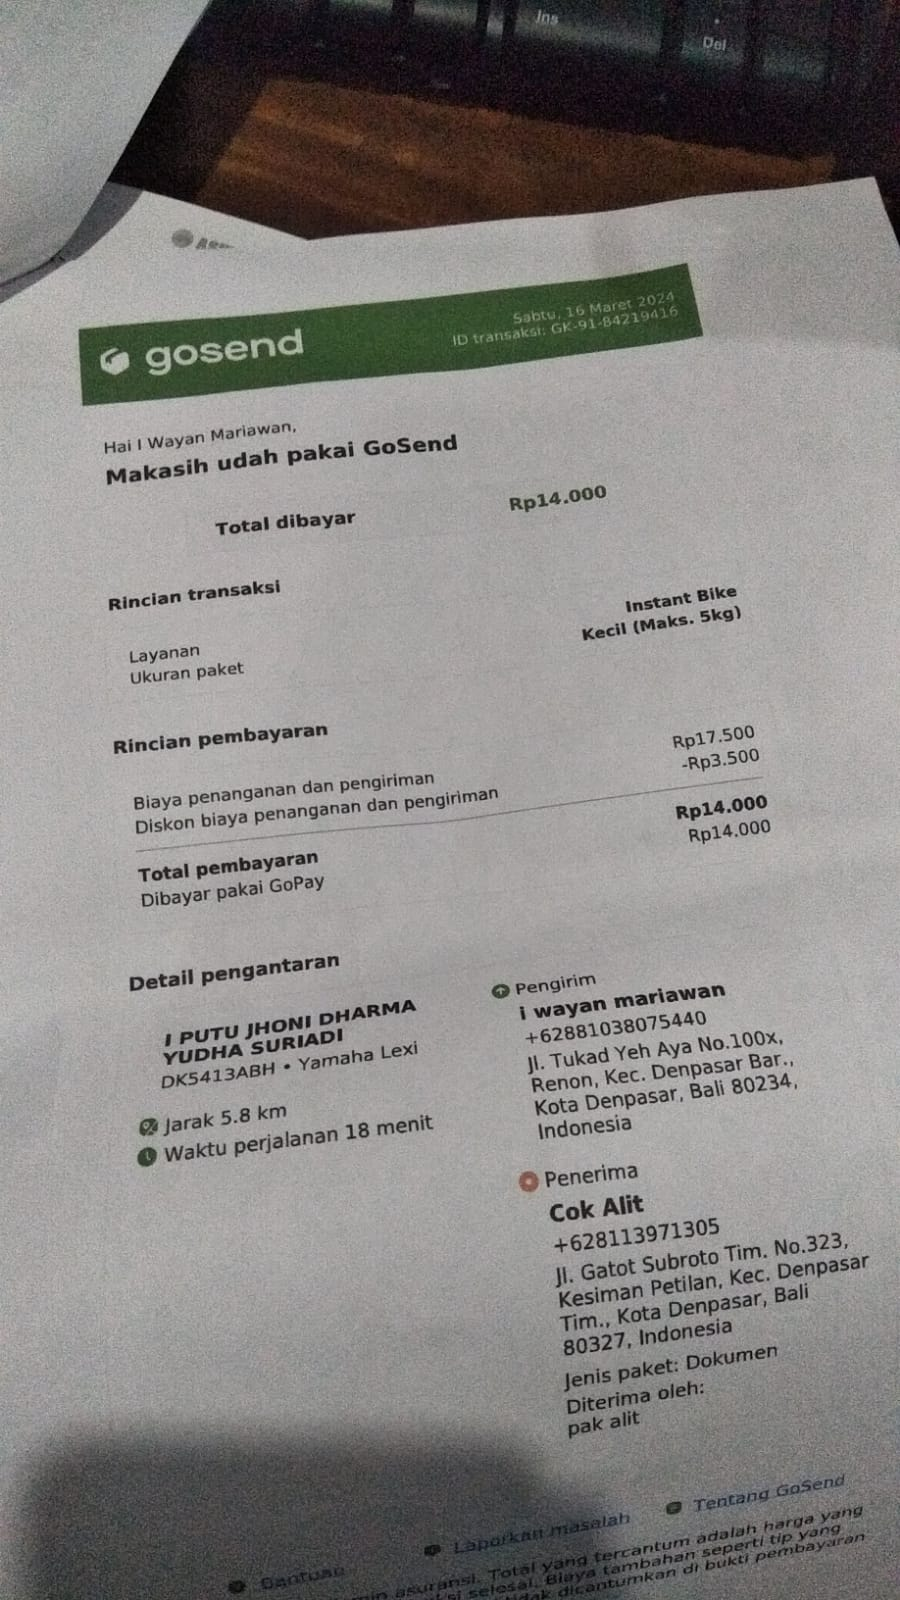 Ins
Del
gosend
Sabtu, 16 Maret 2024
ID transaksi: GK-91-84219416
Hai I Wayan Mariawan,
Makasih udah pakai GoSend
Total dibayar Rp14.000
Rincian transaksi
Layanan Instant Bike
Ukuran paket Kecil (Maks. 5kg)
Rincian pembayaran
Biaya penanganan dan pengiriman Rp17.500
Diskon biaya penanganan dan pengiriman -Rp3.500
Total pembayaran Rp14.000
Dibayar pakai GoPay Rp14.000
Detail pengantaran
I PUTU JHONI DHARMA
YUDHA SURIADI
DK5413ABH • Yamaha Lexi
Jarak 5.8 km
Waktu perjalanan 18 menit
Pengirim
i wayan mariawan
+62881038075440
Jl. Tukad Yeh Aya No.100x,
Renon, Kec. Denpasar Bar.,
Kota Denpasar, Bali 80234,
Indonesia
Penerima
Cok Alit
+628113971305
Jl. Gatot Subroto Tim. No.323,
Kesiman Petilan, Kec. Denpasar
Tim., Kota Denpasar, Bali
80327, Indonesia
Jenis paket: Dokumen
Diterima oleh:
pak alit
Bantuan Laporkan masalah Tentang GoSend
asuransi. Total yang tercantum adalah harga yang
selesai. Biaya tambahan seperti tip yang
dicantumkan di bukti pembayaran